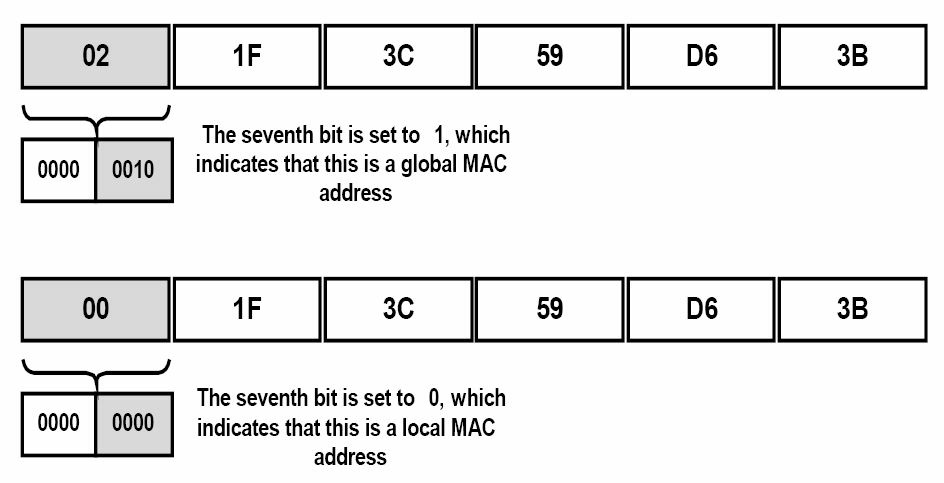 02 1F 3C 59 D6 3B
0000 0010
The seventh bit is set to 1, which
indicates that this is a global MAC
address
00 1F 3C 59 D6 3B
0000 0000
The seventh bit is set to 0, which
indicates that this is a local MAC
address